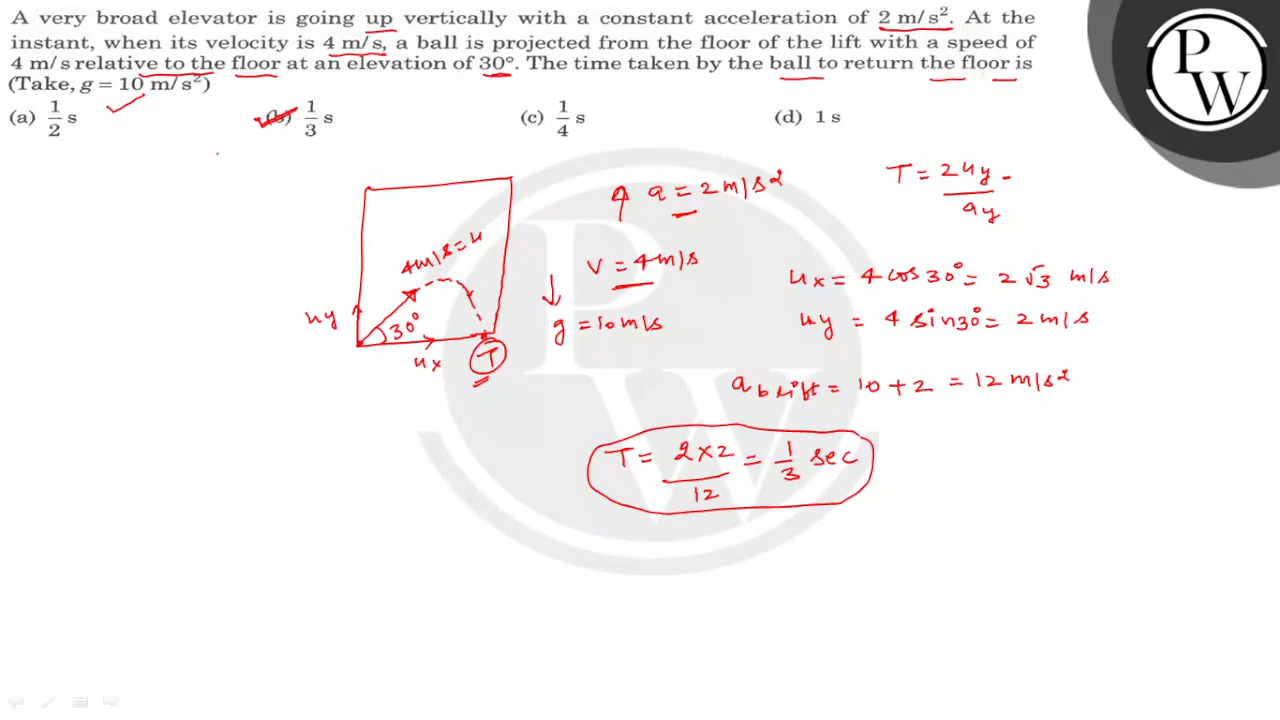 A very broad elevator is going up vertically with a constant acceleration of 2 m/s². At the
instant, when its velocity is 4 m/s, a ball is projected from the floor of the lift with a speed of
4 m/s relative to the floor at an elevation of 30°. The time taken by the ball to return the floor is
(Take, g = 10 m/s²)
(a) 1/2 s (b) 1/3 s (c) 1/4 s (d) 1 s
P
W
a = 2 m/s²
T = 2uy/ay
4m/s = u
V = 4 m/s
ux = 4 cos 30° = 2√3 m/s
uy
30°
g = 10 m/s
uy = 4 sin 30° = 2 m/s
ux
T
a b lift = 10 + 2 = 12 m/s²
T = 2×2/12 = 1/3 sec
P
W